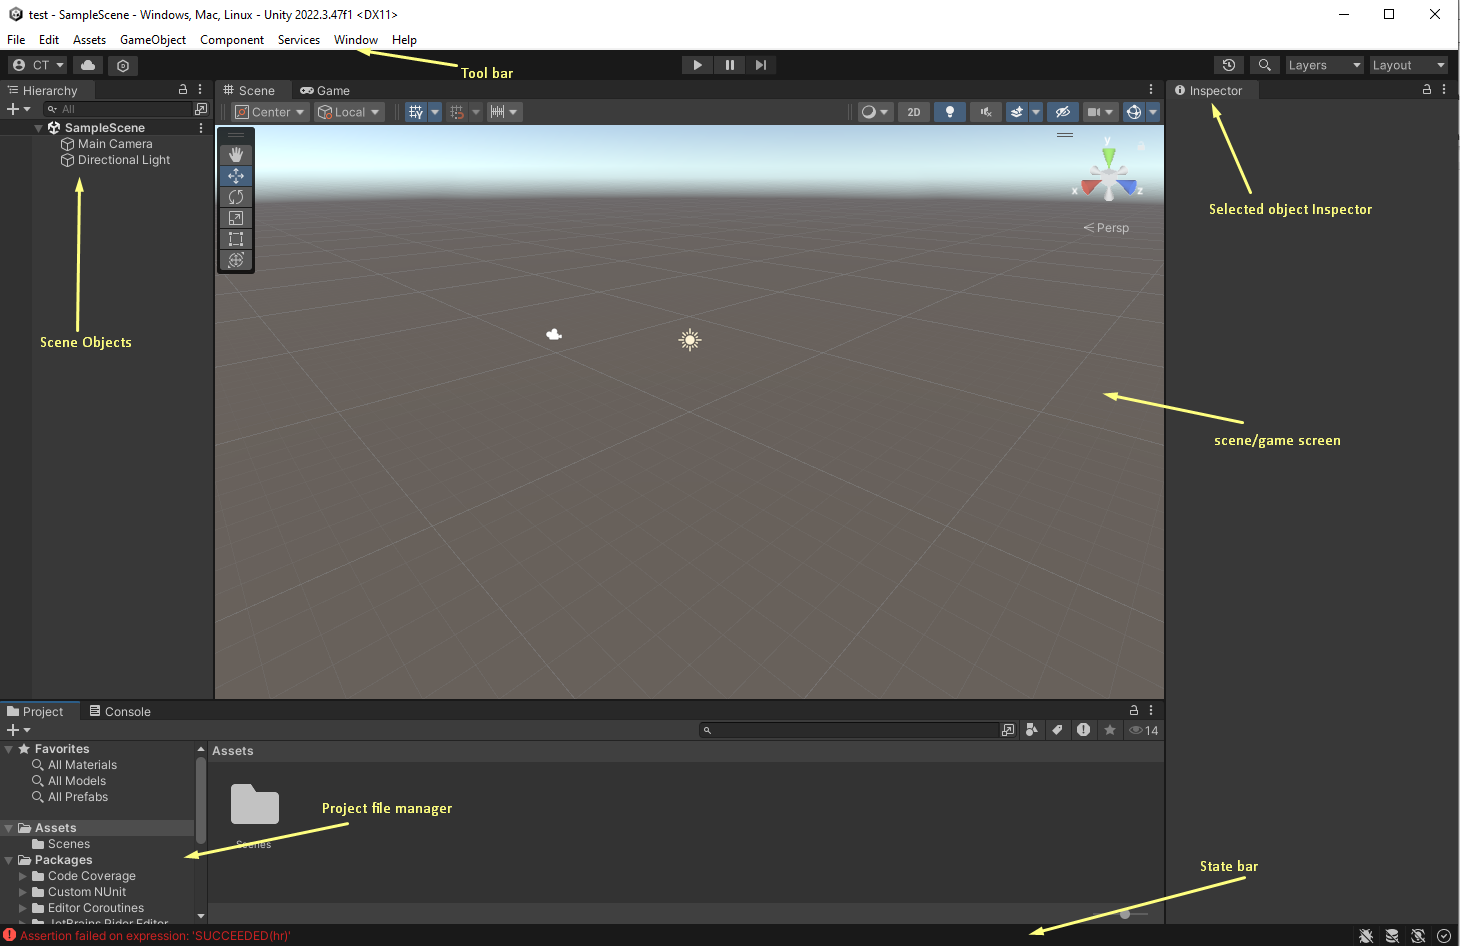 test - SampleScene - Windows, Mac, Linux - Unity 2022.3.47f1 <DX11>
File Edit Assets GameObject Component Services Window Help
CT
Layers
Layout
Tool bar
Hierarchy
Scene
Game
Inspector
All
Center
Local
2D
SampleScene
Main Camera
Directional Light
y
x
z
Persp
Selected object Inspector
Scene Objects
scene/game screen
Project
Console
14
Favorites
All Materials
All Models
All Prefabs
Assets
Scenes
Packages
Code Coverage
Custom NUnit
Editor Coroutines
JetBrains Rider Editor
Assets
Scenes
Project file manager
State bar
Assertion failed on expression: 'SUCCEEDED(hr)'